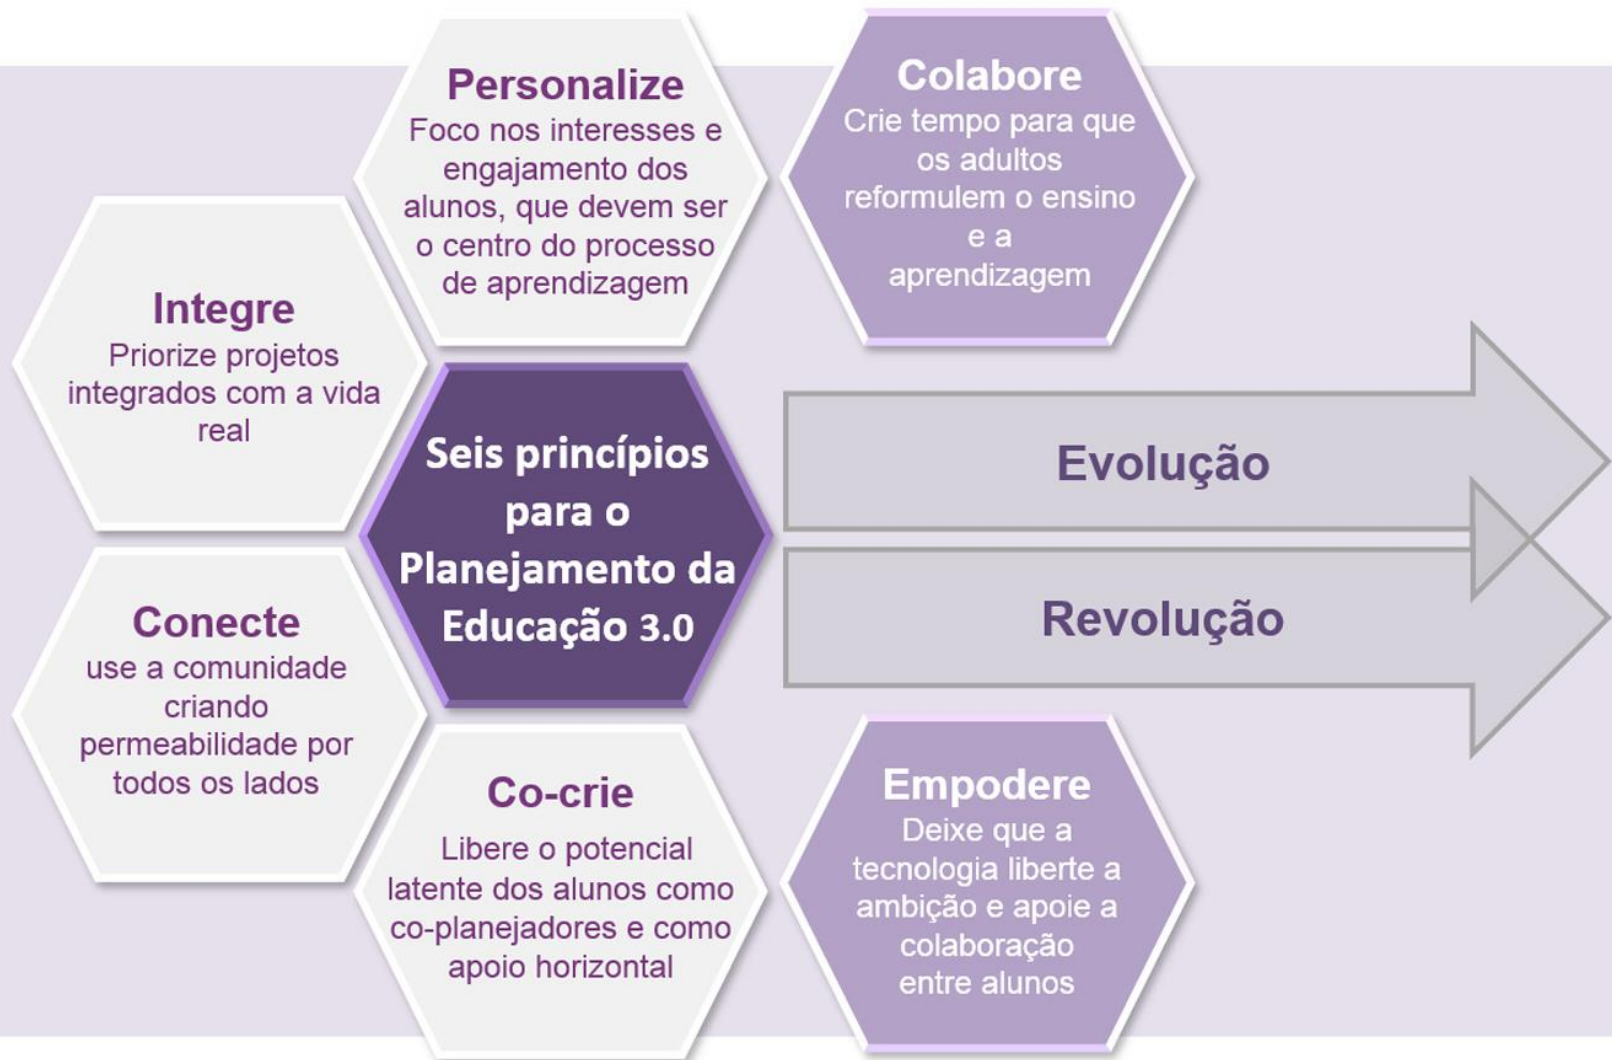 Personalize
Foco nos interesses e
engajamento dos
alunos, que devem ser
o centro do processo
de aprendizagem
Colabore
Crie tempo para que
os adultos
reformulem o ensino
e a
aprendizagem
Integre
Priorize projetos
integrados com a vida
real
Seis princípios
para o
Planejamento da
Educação 3.0
Evolução
Revolução
Conecte
use a comunidade
criando
permeabilidade por
todos os lados
Co-crie
Libere o potencial
latente dos alunos como
co-planejadores e como
apoio horizontal
Empodere
Deixe que a
tecnologia liberte a
ambição e apoie a
colaboração
entre alunos